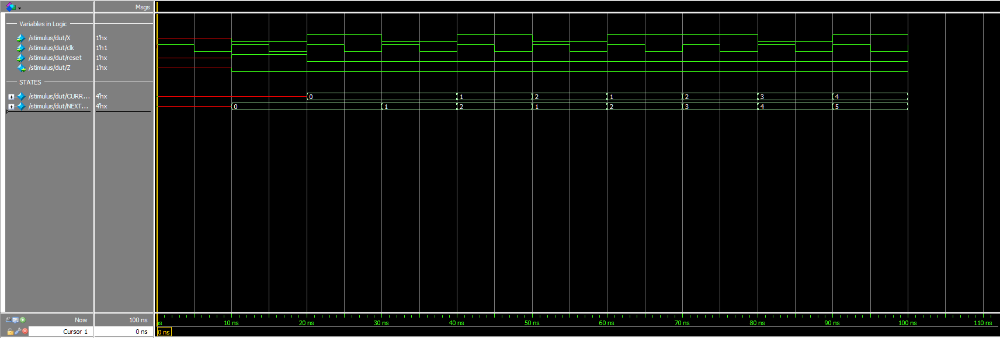 Msgs
Variables in Logic
/stimulus/dut/X 1'hx
/stimulus/dut/clk 1'h1
/stimulus/dut/reset 1'hx
/stimulus/dut/Z 1'hx
STATES
/stimulus/dut/CURR... 4'hx 0 1 2 1 2 3 4
/stimulus/dut/NEXT... 4'hx 0 1 2 1 2 3 4 5
Now 100 ns ns 10 ns 20 ns 30 ns 40 ns 50 ns 60 ns 70 ns 80 ns 90 ns 100 ns 110 ns
Cursor 1 0 ns 0 ns